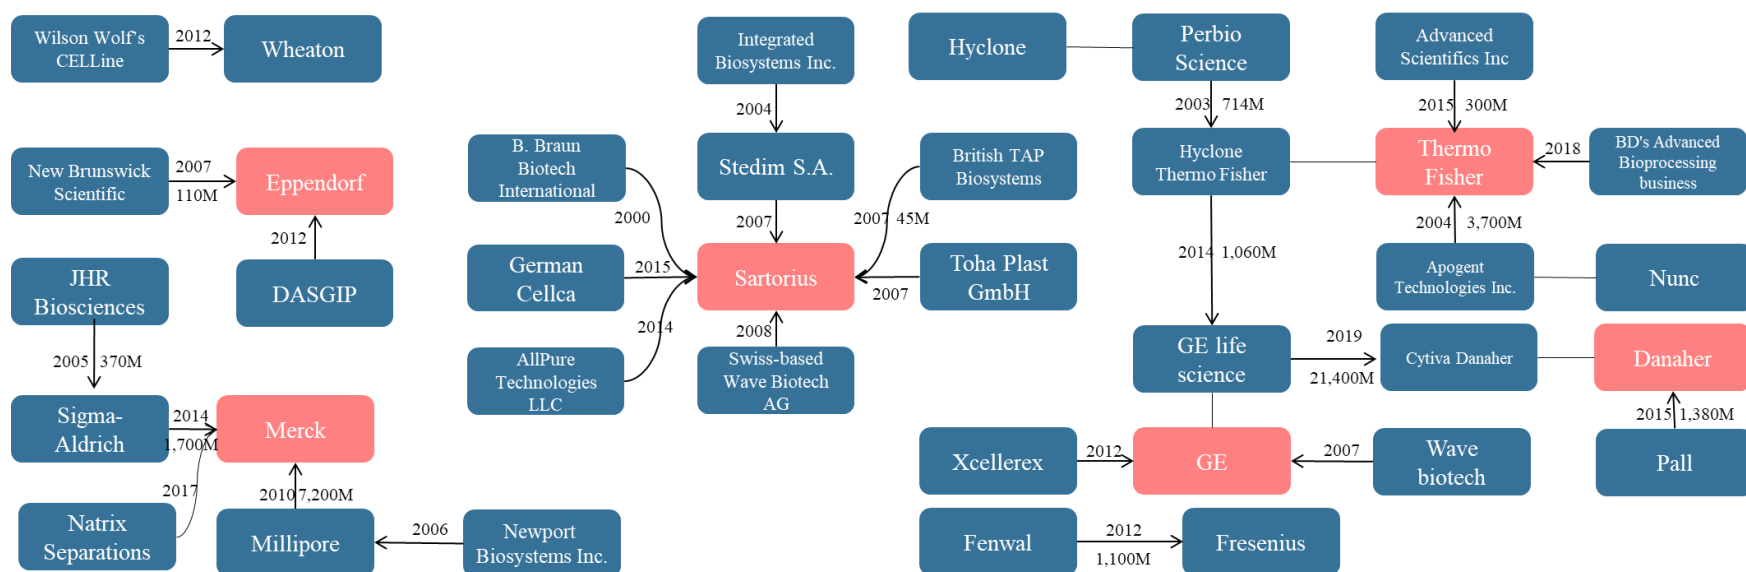 Wilson Wolf's
CELLine
2012
Wheaton
New Brunswick
Scientific
2007
110M
Eppendorf
2012
DASGIP
JHR
Biosciences
2005 370M
Sigma-
Aldrich
2014
1,700M
Merck
2017
Natrix
Separations
2010 7,200M
Millipore
2006
Newport
Biosystems Inc.
Integrated
Biosystems Inc.
2004
B. Braun
Biotech
International
Stedim S.A.
British TAP
Biosystems
2000
2007
2007 45M
German
Cellca
2015
Sartorius
2007
Toha Plast
GmbH
2014
2008
AllPure
Technologies
LLC
Swiss-based
Wave Biotech
AG
Hyclone
Perbio
Science
2003 714M
Hyclone
Thermo Fisher
Advanced
Scientifics Inc
2015 300M
Thermo
Fisher
2018
BD's Advanced
Bioprocessing
business
2004 3,700M
Apogent
Technologies Inc.
Nunc
2014 1,060M
GE life
science
2019
21,400M
Cytiva Danaher
Danaher
2015 1,380M
Pall
Xcellerex
2012
GE
2007
Wave
biotech
Fenwal
2012
1,100M
Fresenius